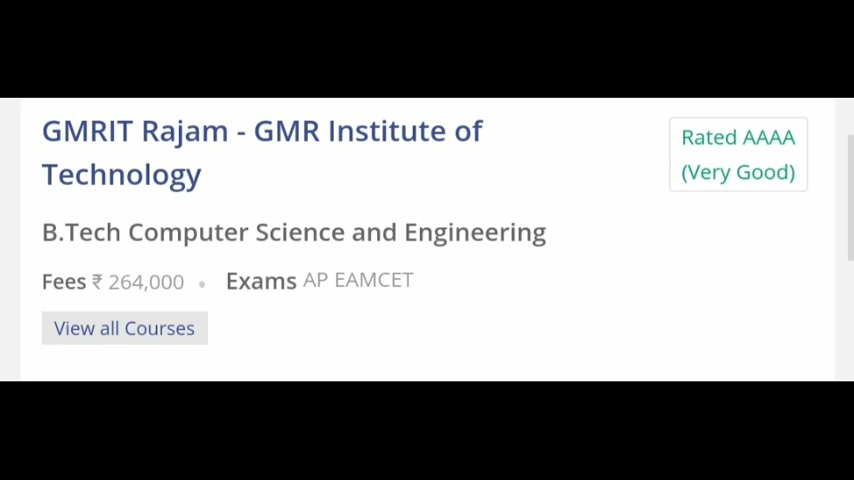 GMRIT Rajam - GMR Institute of
Technology
Rated AAAA
(Very Good)
B.Tech Computer Science and Engineering
Fees ₹ 264,000 • Exams AP EAMCET
View all Courses